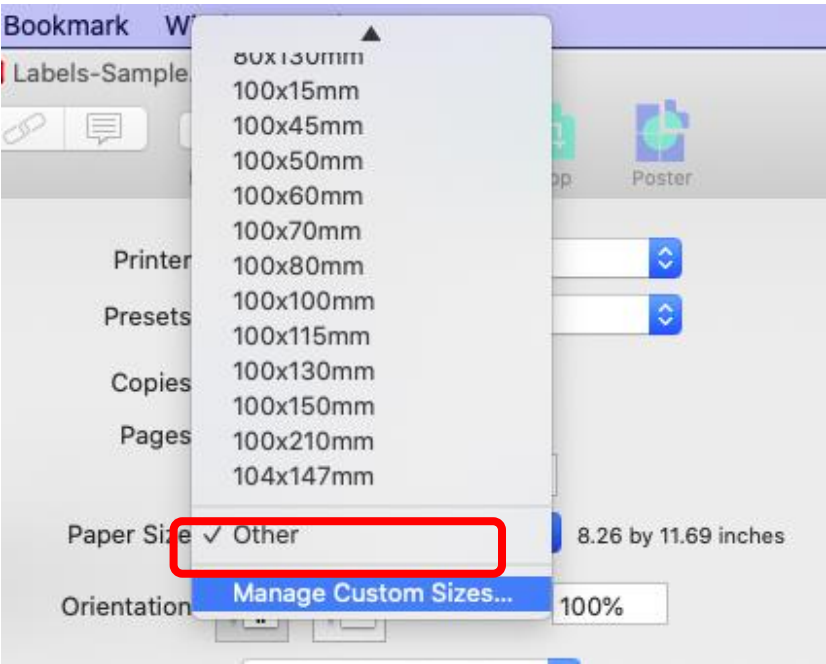 Bookmark
Labels-Sample.
80x130mm
100x15mm
100x45mm
100x50mm
100x60mm
100x70mm
100x80mm
100x100mm
100x115mm
100x130mm
100x150mm
100x210mm
104x147mm
Other
Manage Custom Sizes...
Poster
Printer
Presets
Copies
Pages
Paper Size
8.26 by 11.69 inches
Orientation
100%